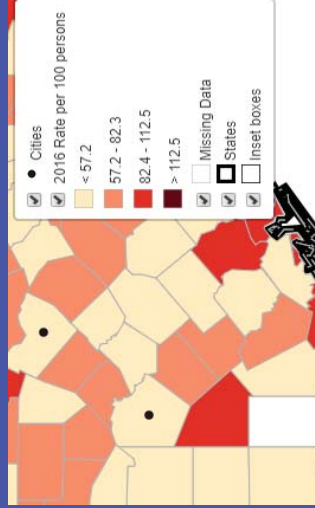 Cities
2016 Rate per 100 persons
< 57.2
57.2 - 82.3
82.4 - 112.5
> 112.5
Missing Data
States
Inset boxes